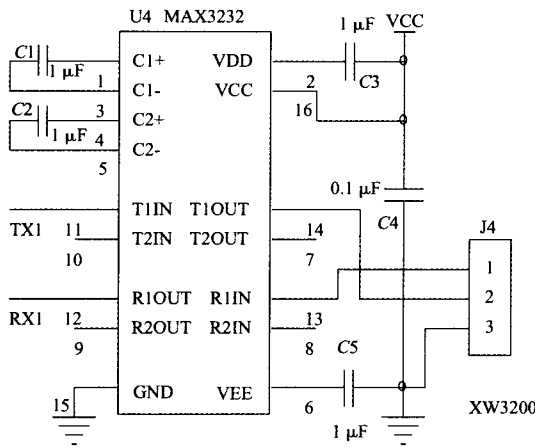 U4 MAX3232
1 μF
VCC
C1
1 μF
C1+
VDD
1
C1-
VCC
2
C3
C2
3
C2+
16
1 μF
4
C2-
5
0.1 μF
T1IN
T1OUT
C4
TX1
11
T2IN
T2OUT
14
J4
10
7
1
R1OUT
R1IN
2
RX1
12
R2OUT
R2IN
13
3
9
8
C5
15
GND
VEE
6
XW3200
1 μF